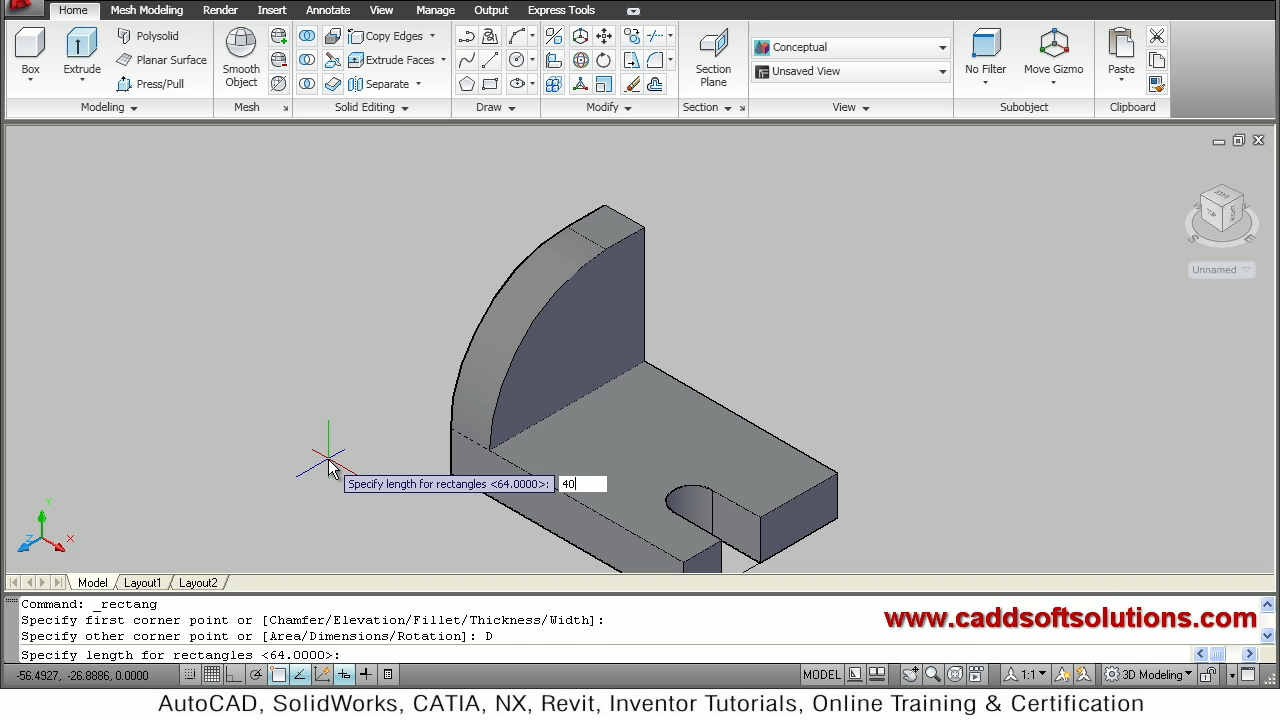 Home Mesh Modeling Render Insert Annotate View Manage Output Express Tools
Box
Extrude
Polysolid
Planar Surface
Press/Pull
Modeling
Smooth
Object
Mesh
Copy Edges
Extrude Faces
Separate
Solid Editing
Draw
Modify
Section
Plane
Section
Conceptual
Unsaved View
View
No Filter
Move Gizmo
Subobject
Paste
Clipboard
TOP
Unnamed
Specify length for rectangles <64.0000>: 40
Y
Z X
Model Layout1 Layout2
Command: _rectang
Specify first corner point or [Chamfer/Elevation/Fillet/Thickness/Width]:
Specify other corner point or [Area/Dimensions/Rotation]: D
Specify length for rectangles <64.0000>:
www.caddsoftsolutions.com
-56.4927, -26.8886, 0.0000
MODEL
1:1
3D Modeling
AutoCAD, SolidWorks, CATIA, NX, Revit, Inventor Tutorials, Online Training & Certification